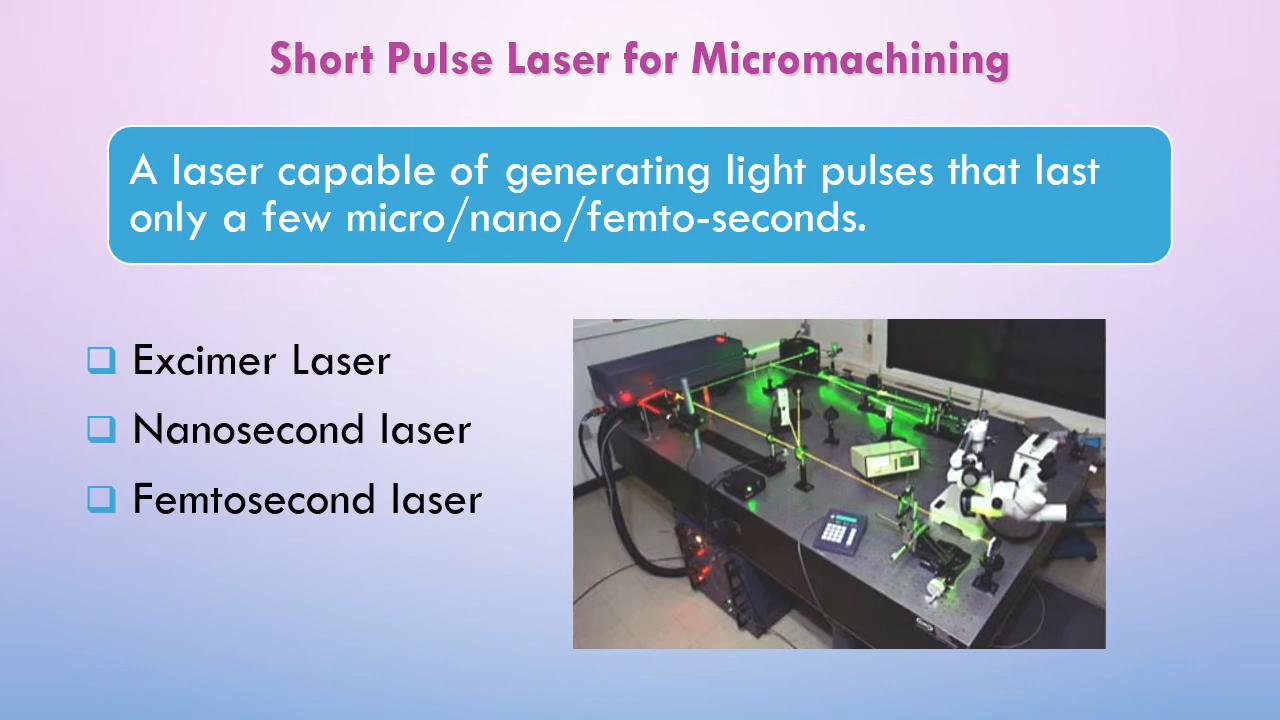 Short Pulse Laser for Micromachining
A laser capable of generating light pulses that last
only a few micro/nano/femto-seconds.
Excimer Laser
Nanosecond laser
Femtosecond laser